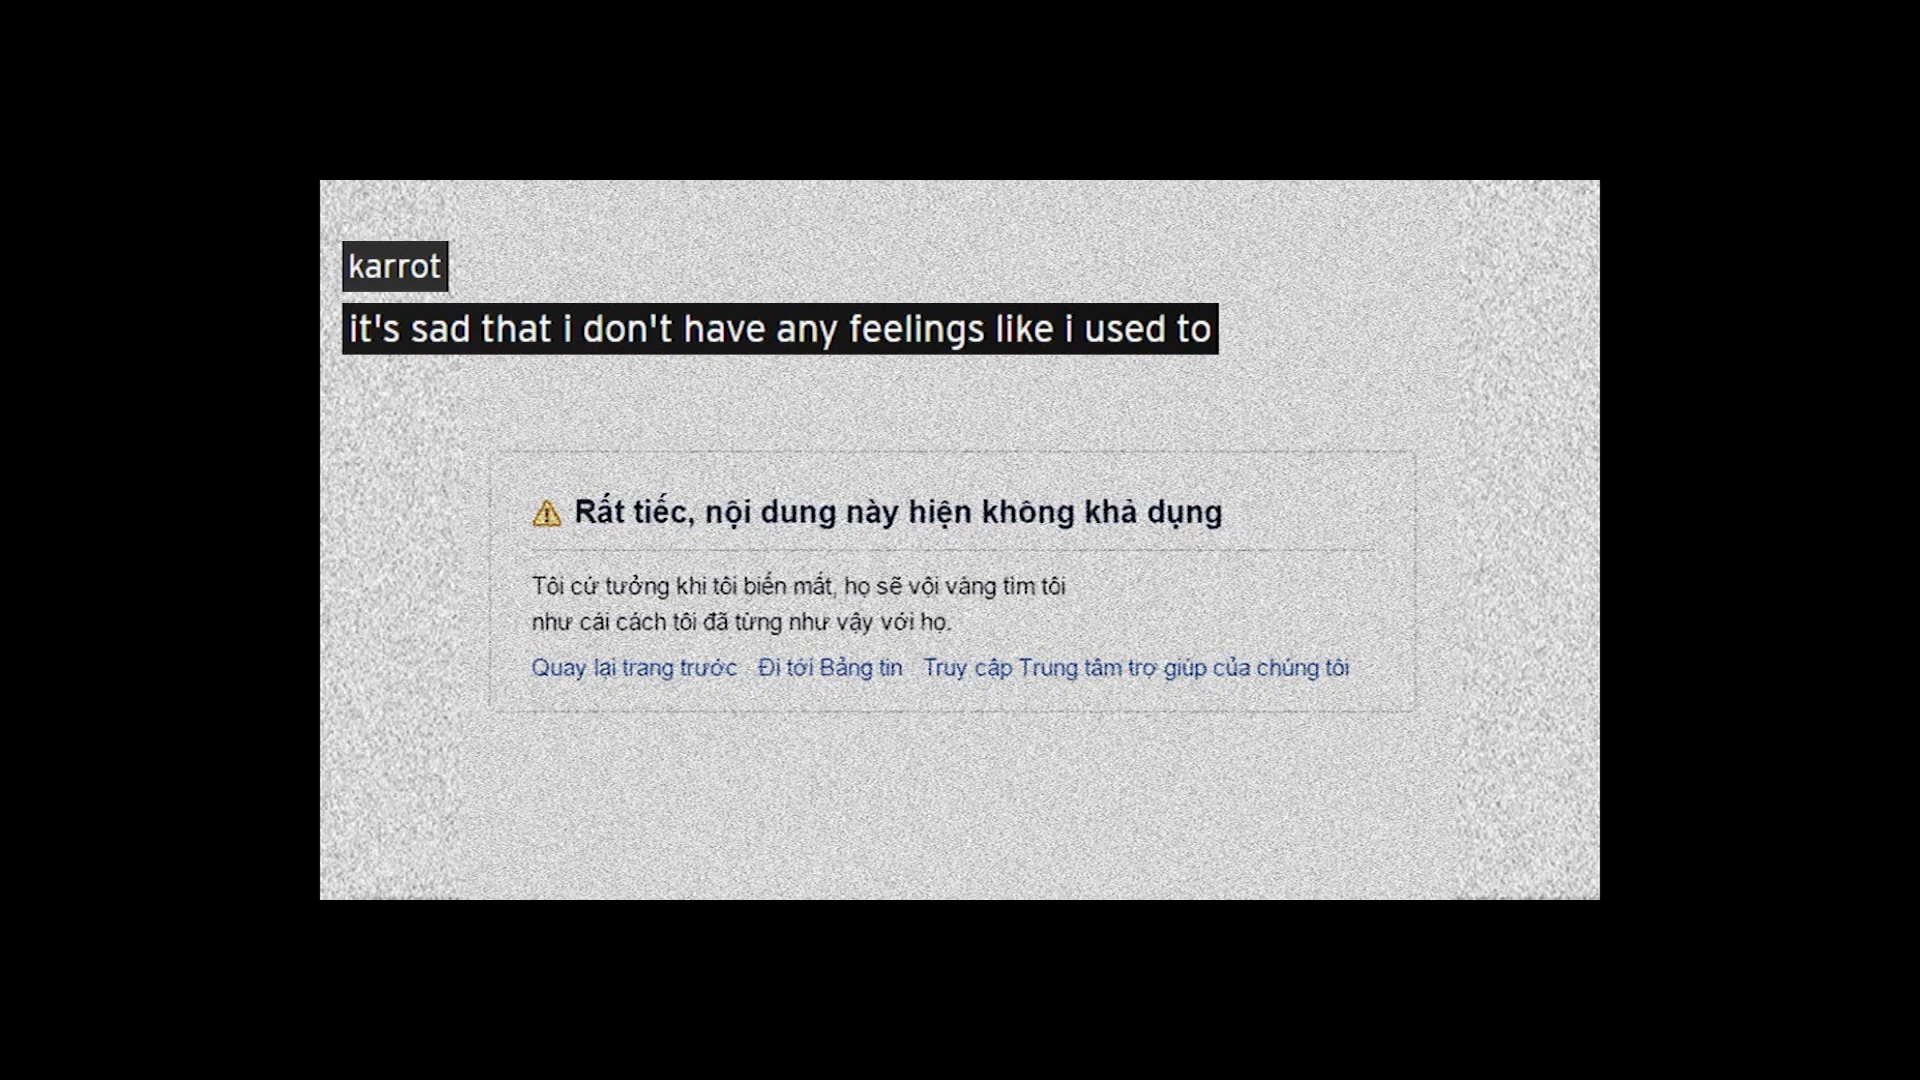 karrot
it's sad that i don't have any feelings like i used to
Rất tiếc, nội dung này hiện không khả dụng
Tôi cứ tưởng khi tôi biến mất, họ sẽ vội vàng tìm tôi
như cái cách tôi đã từng như vậy với họ.
Quay lại trang trước · Đi tới Bảng tin · Truy cập Trung tâm trợ giúp của chúng tôi